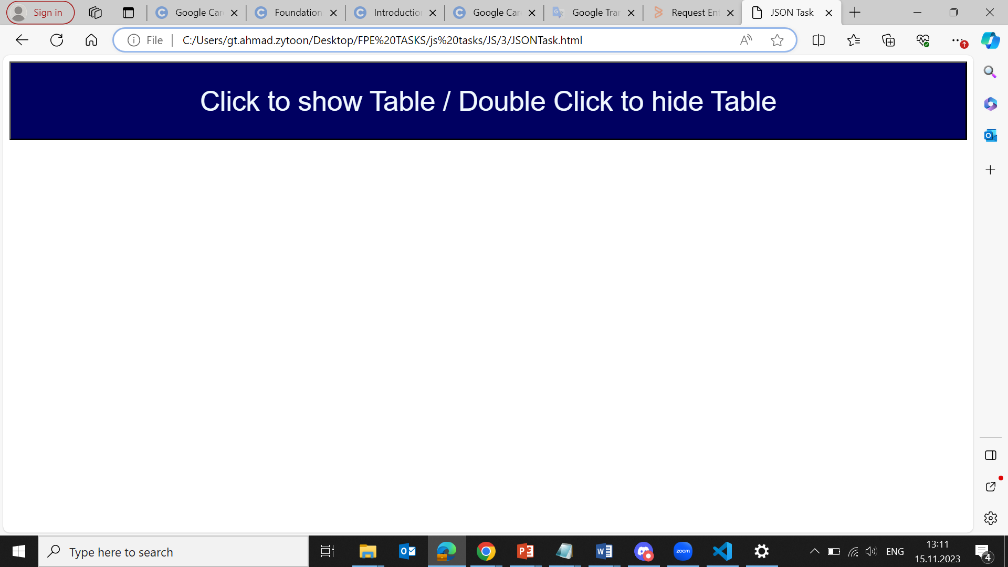 Sign in
Google Car
Foundation
Introductio
Google Car
Google Tran
Request Ent
JSON Task
File
C:/Users/gt.ahmad.zytoon/Desktop/FPE%20TASKS/js%20tasks/JS/3/JSONTask.html
Click to show Table / Double Click to hide Table
Type here to search
ENG
13:11
15.11.2023
4